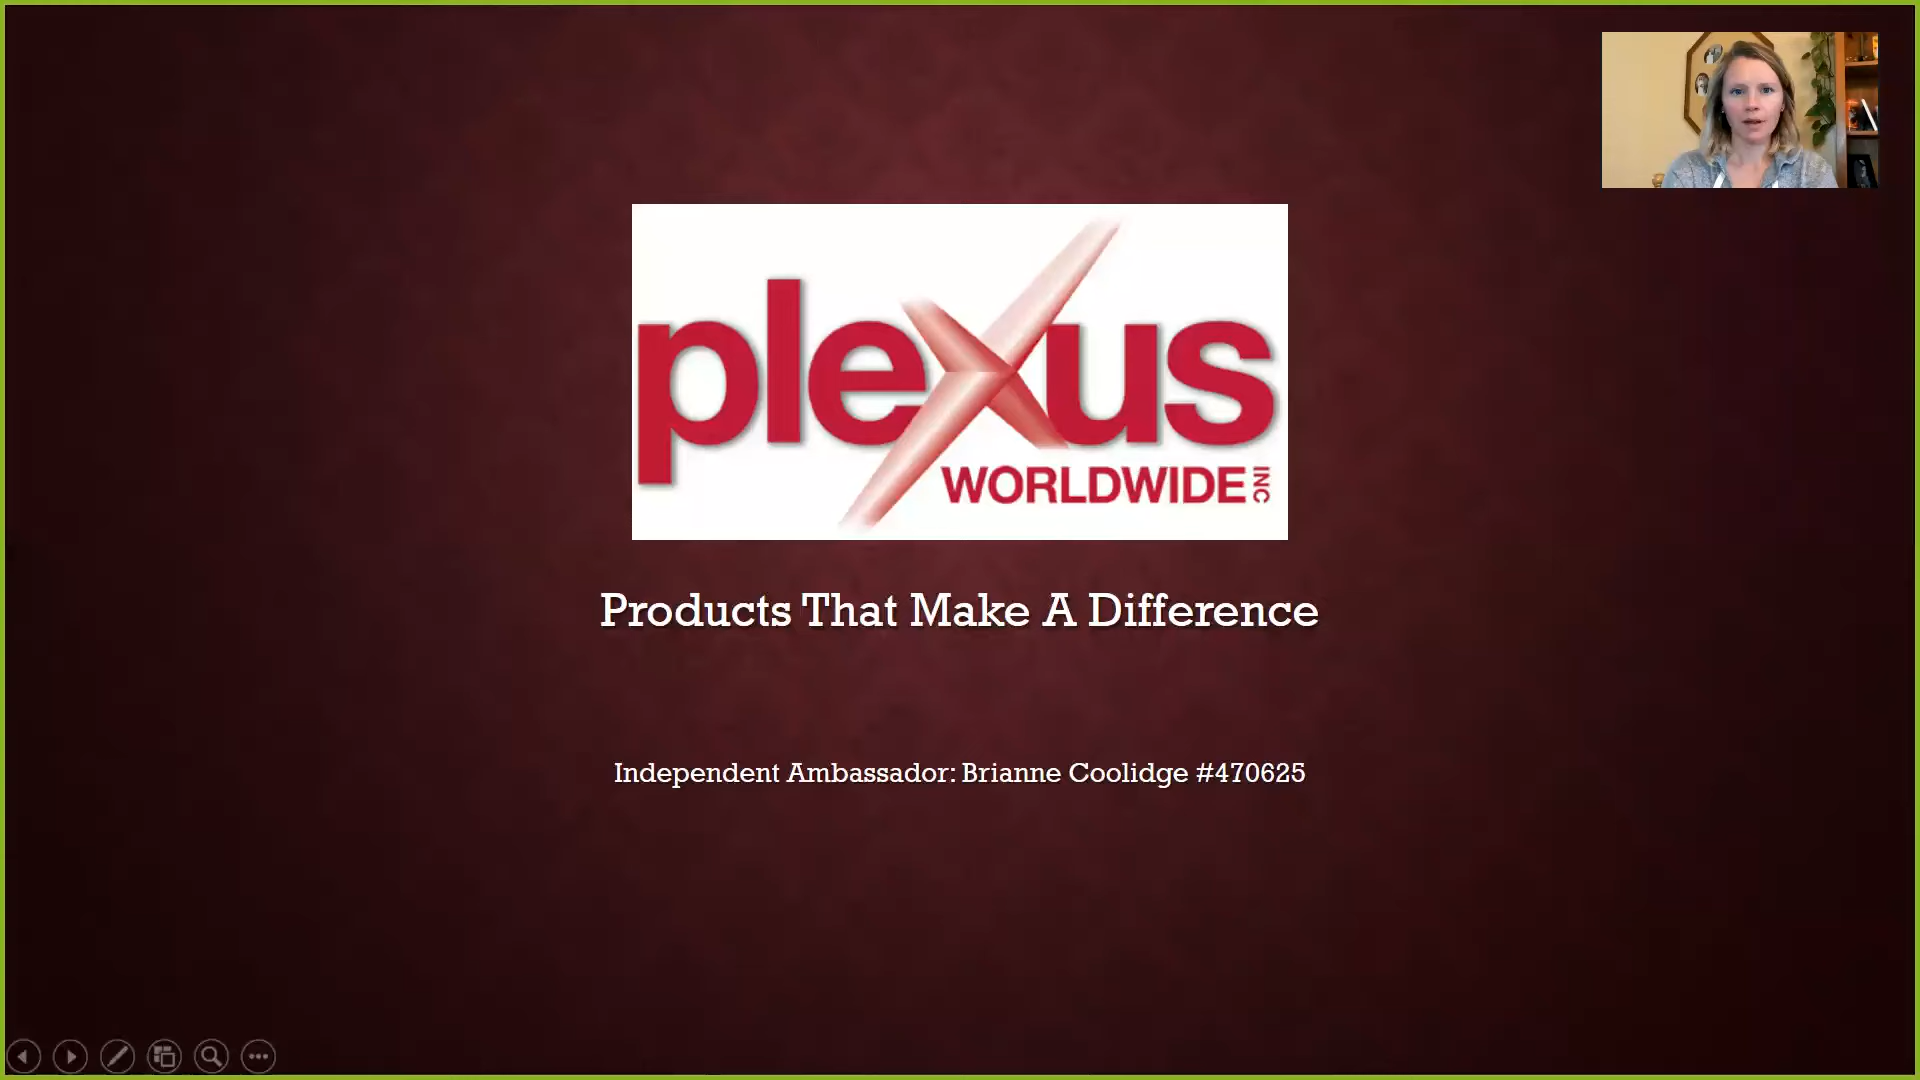 plexus
WORLDWIDE INC
Products That Make A Difference
Independent Ambassador: Brianne Coolidge #470625